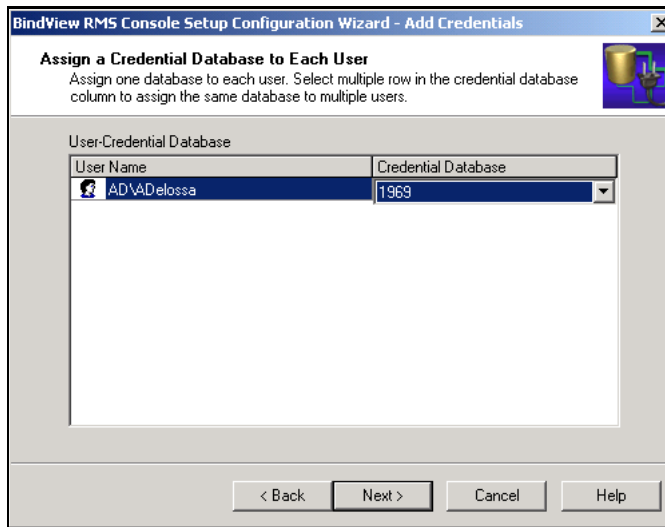 BindView RMS Console Setup Configuration Wizard - Add Credentials
Assign a Credential Database to Each User
Assign one database to each user. Select multiple row in the credential database
column to assign the same database to multiple users.
User-Credential Database
User Name Credential Database
AD\ADelossa 1969
< Back Next > Cancel Help